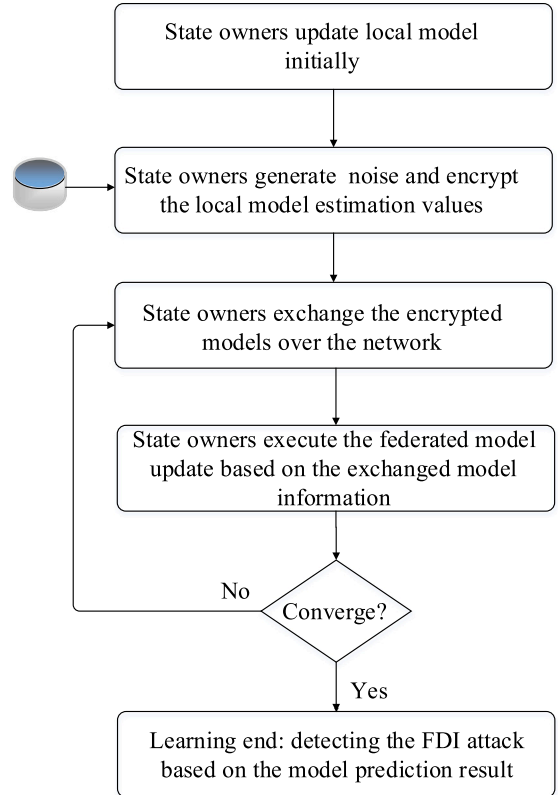 State owners update local model
initially
State owners generate noise and encrypt
the local model estimation values
State owners exchange the encrypted
models over the network
State owners execute the federated model
update based on the exchanged model
information
No
Converge?
Yes
Learning end: detecting the FDI attack
based on the model prediction result